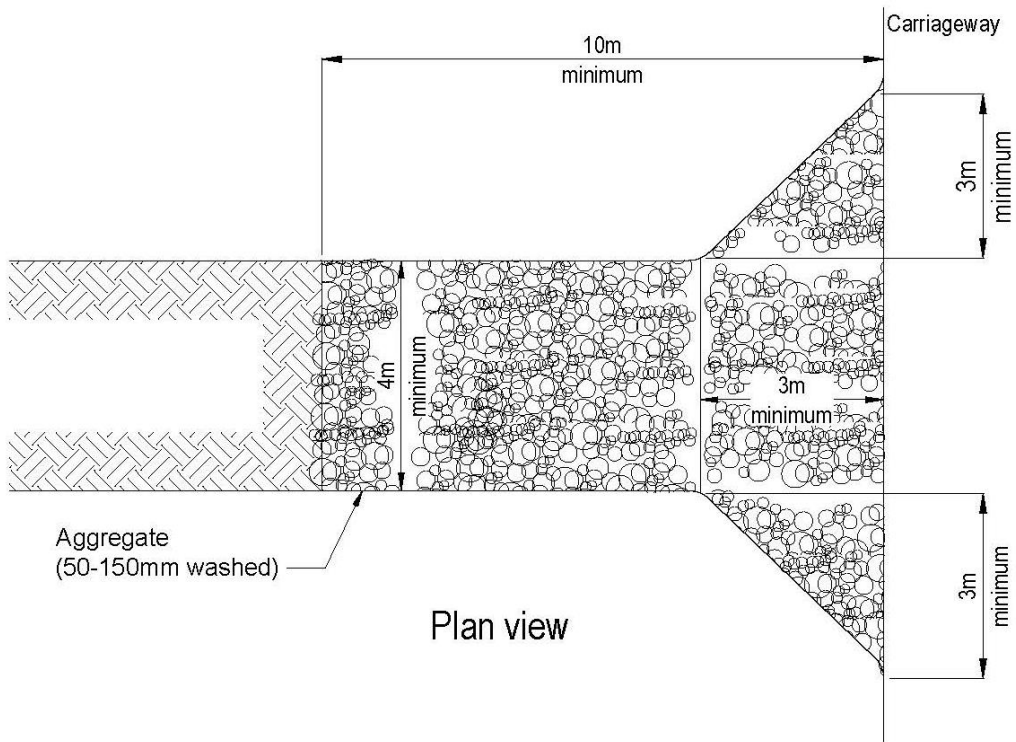 Carriageway
10m
minimum
3m
minimum
4m
minimum
3m
minimum
Aggregate
(50-150mm washed)
3m
minimum
Plan view